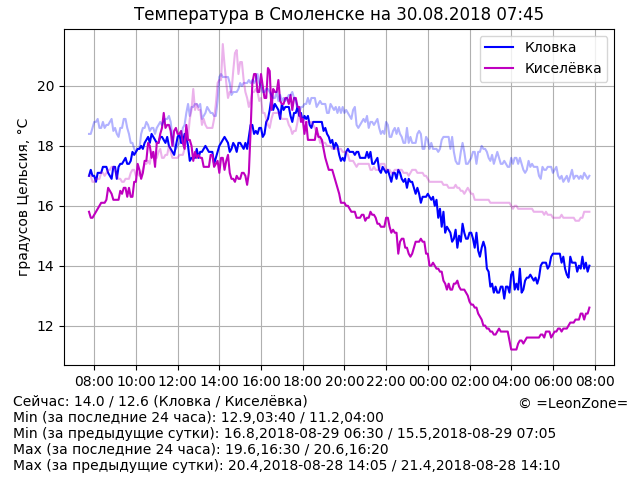 Температура в Смоленске на 30.08.2018 07:45
Кловка
Киселёвка
градусов Цельсия, °C
20
18
16
14
12
08:00 10:00 12:00 14:00 16:00 18:00 20:00 22:00 00:00 02:00 04:00 06:00 08:00
Сейчас: 14.0 / 12.6 (Кловка / Киселёвка)
© =LeonZone=
Min (за последние 24 часа): 12.9,03:40 / 11.2,04:00
Min (за предыдущие сутки): 16.8,2018-08-29 06:30 / 15.5,2018-08-29 07:05
Max (за последние 24 часа): 19.6,16:30 / 20.6,16:20
Max (за предыдущие сутки): 20.4,2018-08-28 14:05 / 21.4,2018-08-28 14:10